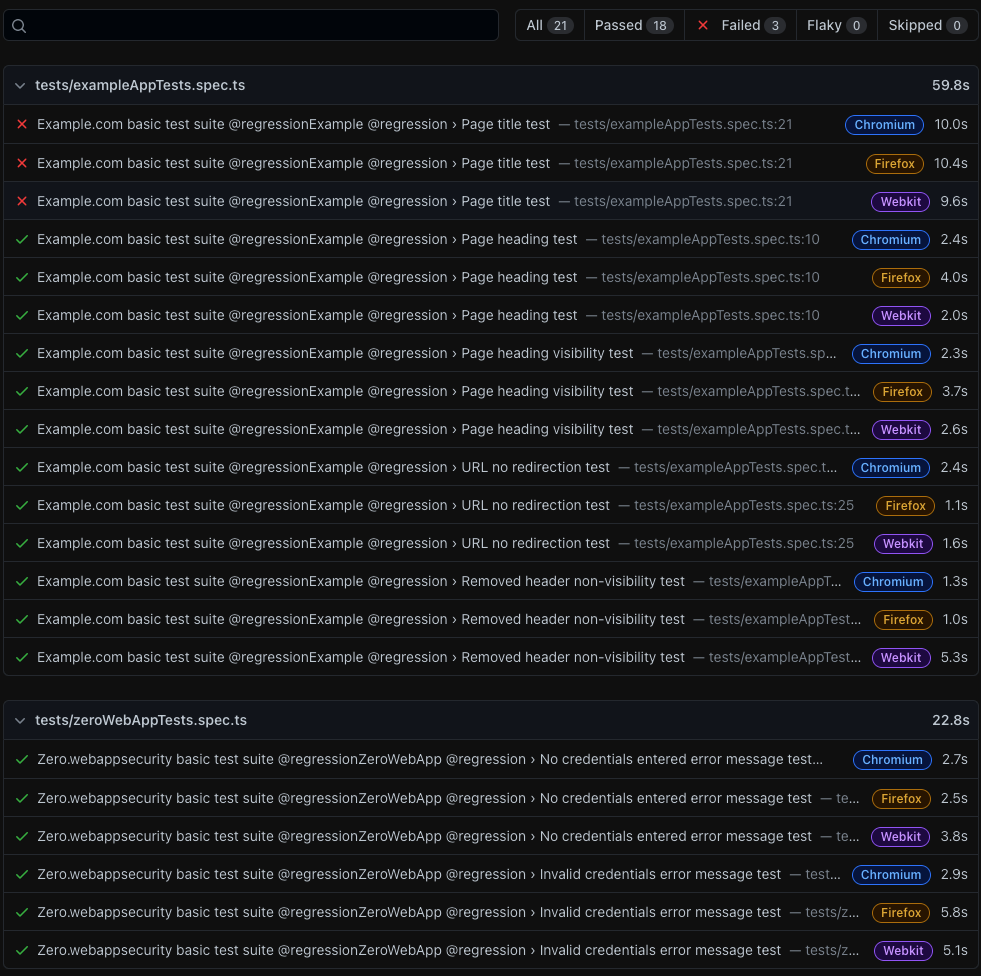 All 21 Passed 18 Failed 3 Flaky 0 Skipped 0
tests/exampleAppTests.spec.ts 59.8s
Example.com basic test suite @regressionExample @regression › Page title test — tests/exampleAppTests.spec.ts:21 Chromium 10.0s
Example.com basic test suite @regressionExample @regression › Page title test — tests/exampleAppTests.spec.ts:21 Firefox 10.4s
Example.com basic test suite @regressionExample @regression › Page title test — tests/exampleAppTests.spec.ts:21 Webkit 9.6s
Example.com basic test suite @regressionExample @regression › Page heading test — tests/exampleAppTests.spec.ts:10 Chromium 2.4s
Example.com basic test suite @regressionExample @regression › Page heading test — tests/exampleAppTests.spec.ts:10 Firefox 4.0s
Example.com basic test suite @regressionExample @regression › Page heading test — tests/exampleAppTests.spec.ts:10 Webkit 2.0s
Example.com basic test suite @regressionExample @regression › Page heading visibility test — tests/exampleAppTests.sp... Chromium 2.3s
Example.com basic test suite @regressionExample @regression › Page heading visibility test — tests/exampleAppTests.spec.t... Firefox 3.7s
Example.com basic test suite @regressionExample @regression › Page heading visibility test — tests/exampleAppTests.spec.t... Webkit 2.6s
Example.com basic test suite @regressionExample @regression › URL no redirection test — tests/exampleAppTests.spec.t... Chromium 2.4s
Example.com basic test suite @regressionExample @regression › URL no redirection test — tests/exampleAppTests.spec.ts:25 Firefox 1.1s
Example.com basic test suite @regressionExample @regression › URL no redirection test — tests/exampleAppTests.spec.ts:25 Webkit 1.6s
Example.com basic test suite @regressionExample @regression › Removed header non-visibility test — tests/exampleAppT... Chromium 1.3s
Example.com basic test suite @regressionExample @regression › Removed header non-visibility test — tests/exampleAppTest... Firefox 1.0s
Example.com basic test suite @regressionExample @regression › Removed header non-visibility test — tests/exampleAppTest... Webkit 5.3s
tests/zeroWebAppTests.spec.ts 22.8s
Zero.webappsecurity basic test suite @regressionZeroWebApp @regression › No credentials entered error message test... Chromium 2.7s
Zero.webappsecurity basic test suite @regressionZeroWebApp @regression › No credentials entered error message test — te... Firefox 2.5s
Zero.webappsecurity basic test suite @regressionZeroWebApp @regression › No credentials entered error message test — te... Webkit 3.8s
Zero.webappsecurity basic test suite @regressionZeroWebApp @regression › Invalid credentials error message test — test... Chromium 2.9s
Zero.webappsecurity basic test suite @regressionZeroWebApp @regression › Invalid credentials error message test — tests/z... Firefox 5.8s
Zero.webappsecurity basic test suite @regressionZeroWebApp @regression › Invalid credentials error message test — tests/z... Webkit 5.1s